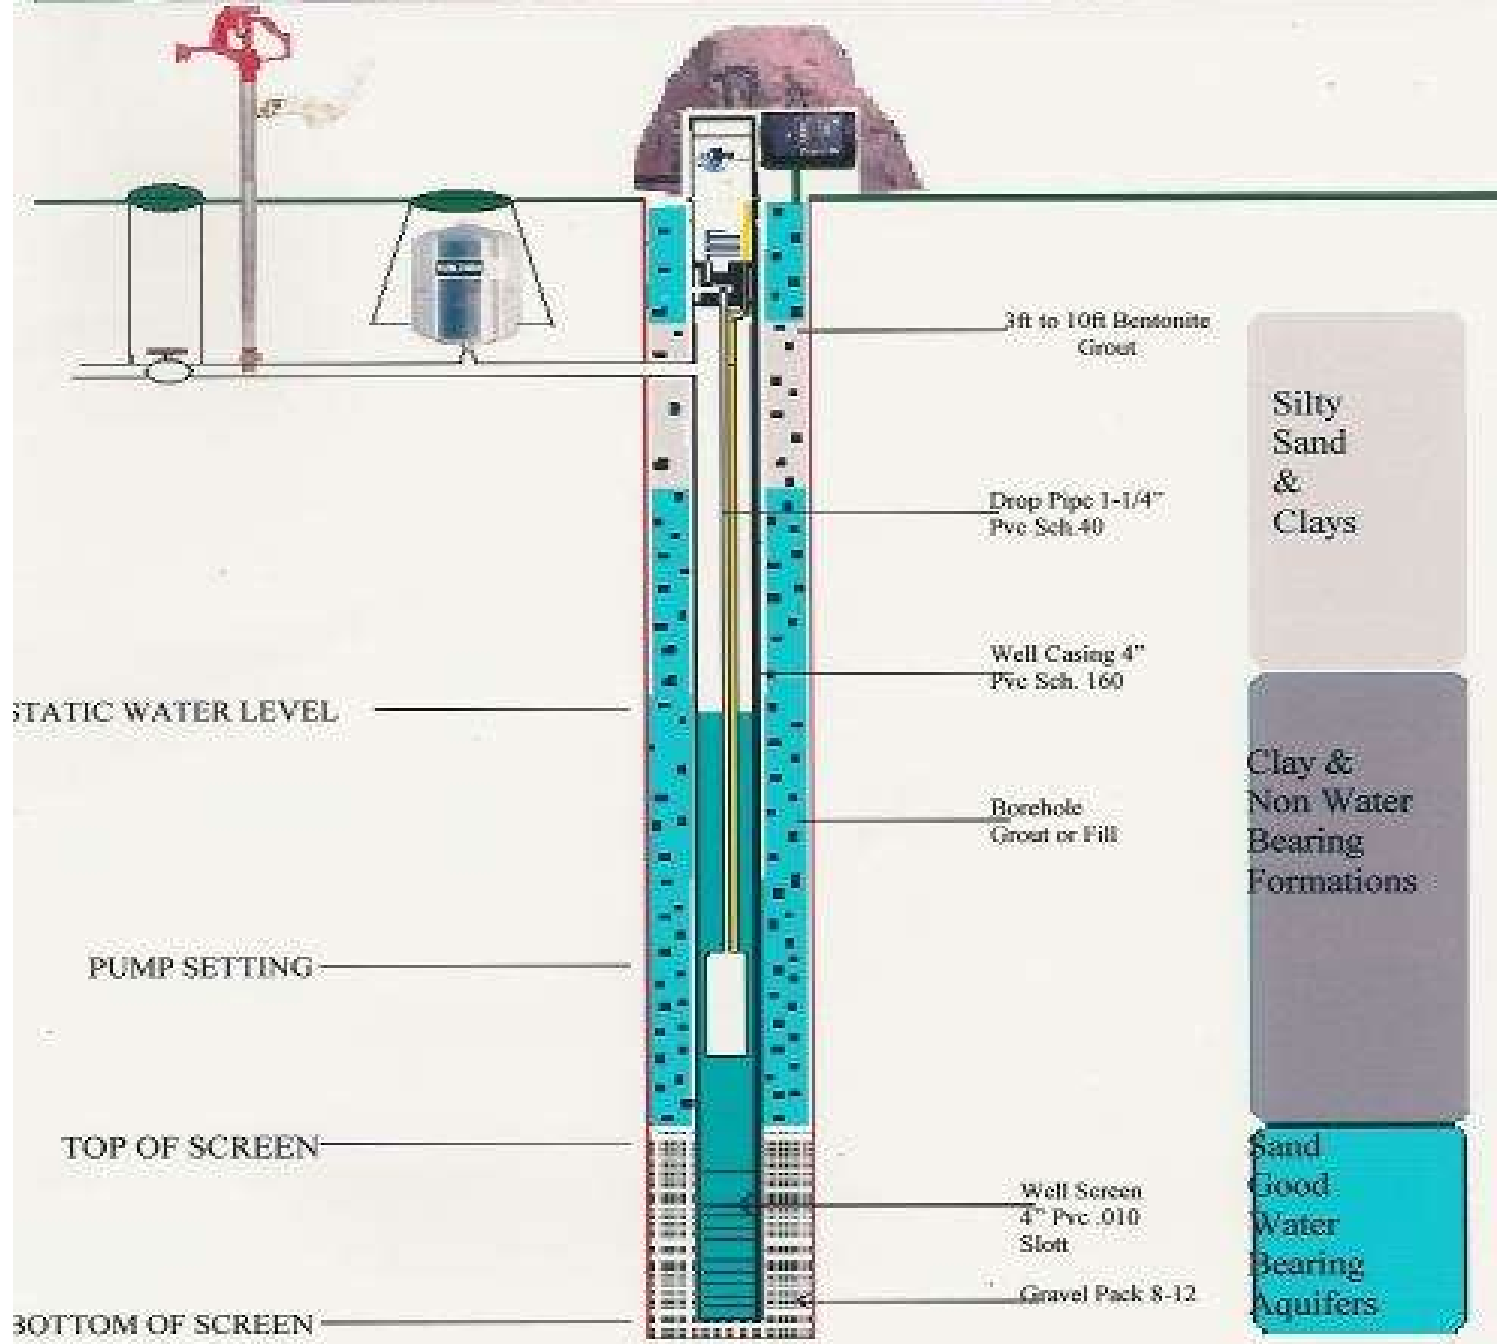 3ft to 10ft Bentonite
Grout
Silty
Sand
&
Clays
Drop Pipe 1-1/4"
Pvc Sch.40
Well Casing 4"
Pvc Sch. 160
STATIC WATER LEVEL
Clay &
Non Water
Bearing
Formations
Borehole
Grout or Fill
PUMP SETTING
TOP OF SCREEN
Sand
Good
Water
Bearing
Aquifers
Well Screen
4" Pvc .010
Slott
Gravel Pack 8-12
BOTTOM OF SCREEN